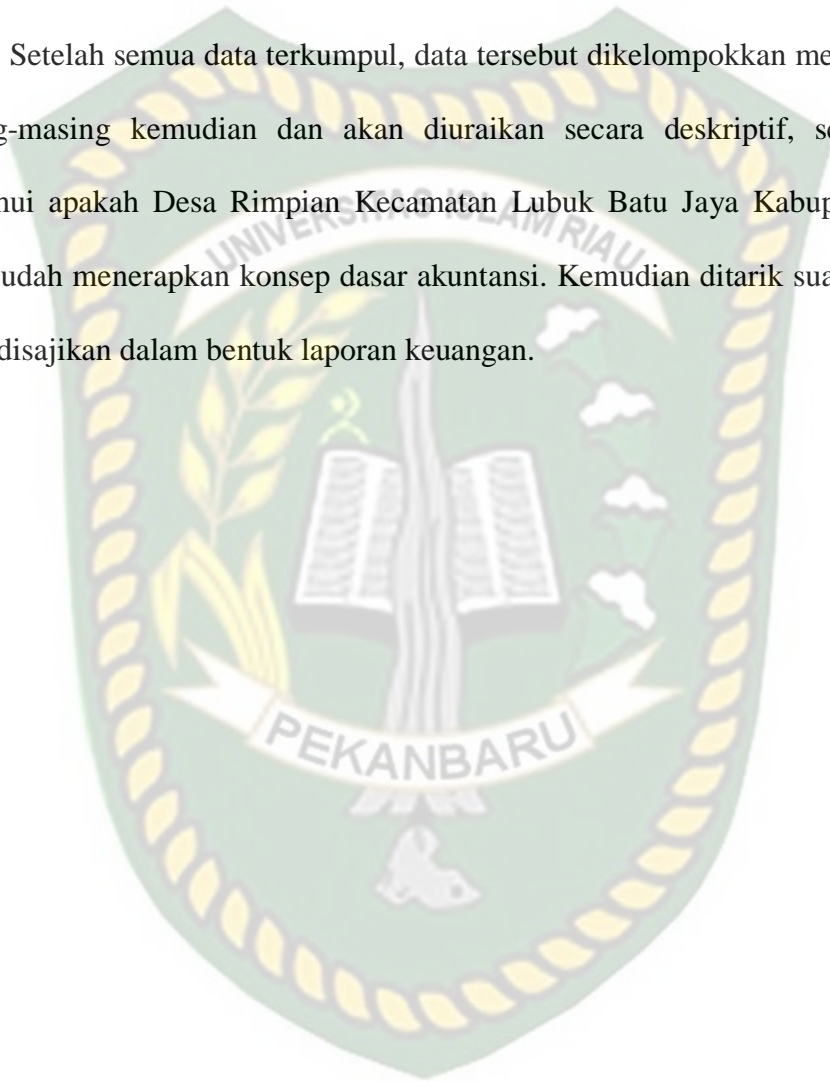 Setelah semua data terkumpul, data tersebut dikelompokkan me
g-masing kemudian dan akan diuraikan secara deskriptif, se
hui apakah Desa Rimpian Kecamatan Lubuk Batu Jaya Kabup
udah menerapkan konsep dasar akuntansi. Kemudian ditarik sua
disajikan dalam bentuk laporan keuangan.
UNIVERSITAS ISLAM RIAU
PEKANBARU